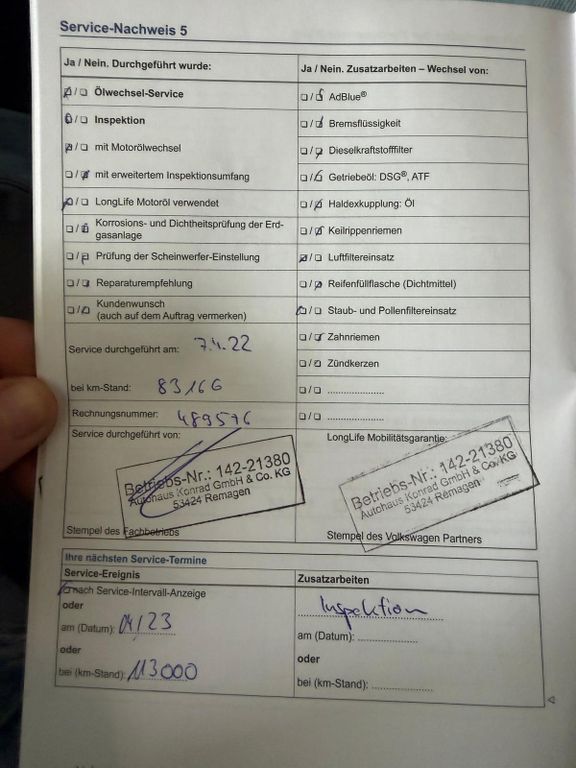 Service-Nachweis 5
Ja / Nein. Durchgeführt wurde:
Ölwechsel-Service
Inspektion
mit Motorölwechsel
mit erweitertem Inspektionsumfang
LongLife Motoröl verwendet
Korrosions- und Dichtheitsprüfung der Erd-
gasanlage
Prüfung der Scheinwerfer-Einstellung
Reparaturempfehlung
Kundenwunsch
(auch auf dem Auftrag vermerken)
Service durchgeführt am: 7.4.22
bei km-Stand: 83166
Rechnungsnummer: 489576
Service durchgeführt von:
Betriebs-Nr.: 142-21380
Autohaus Konrad GmbH & Co. KG
53424 Remagen
Stempel des Fachbetriebs
Ja / Nein. Zusatzarbeiten – Wechsel von:
AdBlue®
Bremsflüssigkeit
Dieselkraftstofffilter
Getriebeöl: DSG®, ATF
Haldexkupplung: Öl
Keilrippenriemen
Luftfiltereinsatz
Reifenfüllflasche (Dichtmittel)
Staub- und Pollenfiltereinsatz
Zahnriemen
Zündkerzen
LongLife Mobilitätsgarantie:
Betriebs-Nr.: 142-21380
Autohaus Konrad GmbH & Co. KG
53424 Remagen
Stempel des Volkswagen Partners
Ihre nächsten Service-Termine
Service-Ereignis
nach Service-Intervall-Anzeige
oder
am (Datum): 04/23
oder
bei (km-Stand): 113000
Zusatzarbeiten
Inspektion
am (Datum):
oder
bei (km-Stand):